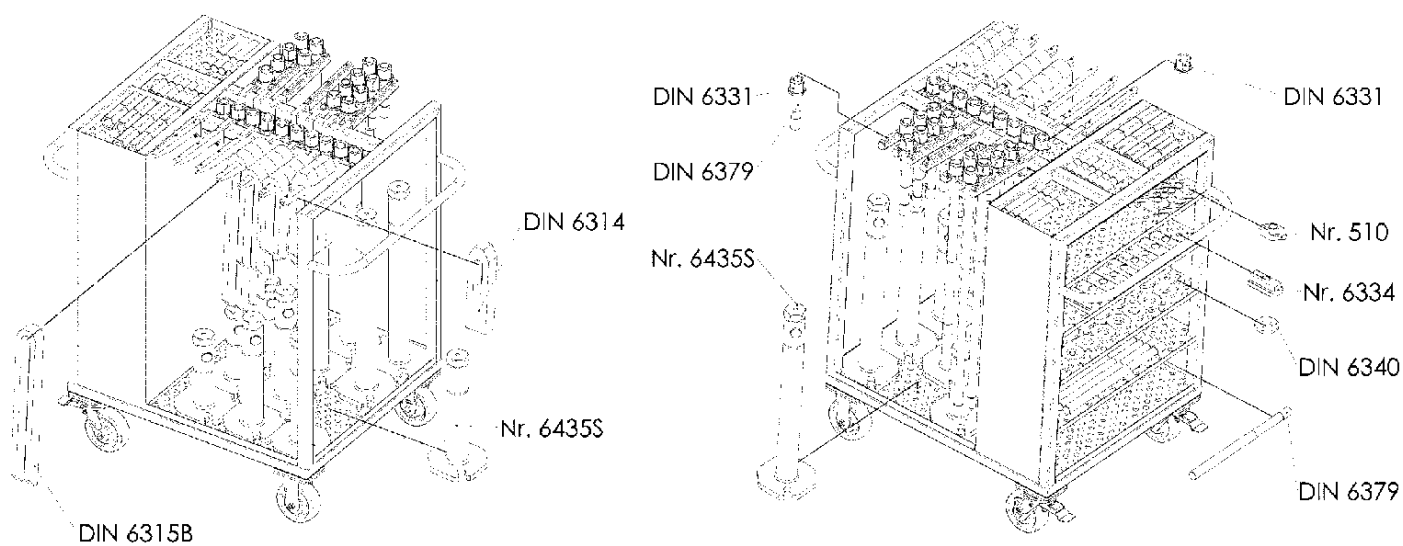 DIN 6314
Nr. 6435S
DIN 6315B
DIN 6331
DIN 6379
Nr. 6435S
DIN 6331
Nr. 510
Nr. 6334
DIN 6340
DIN 6379